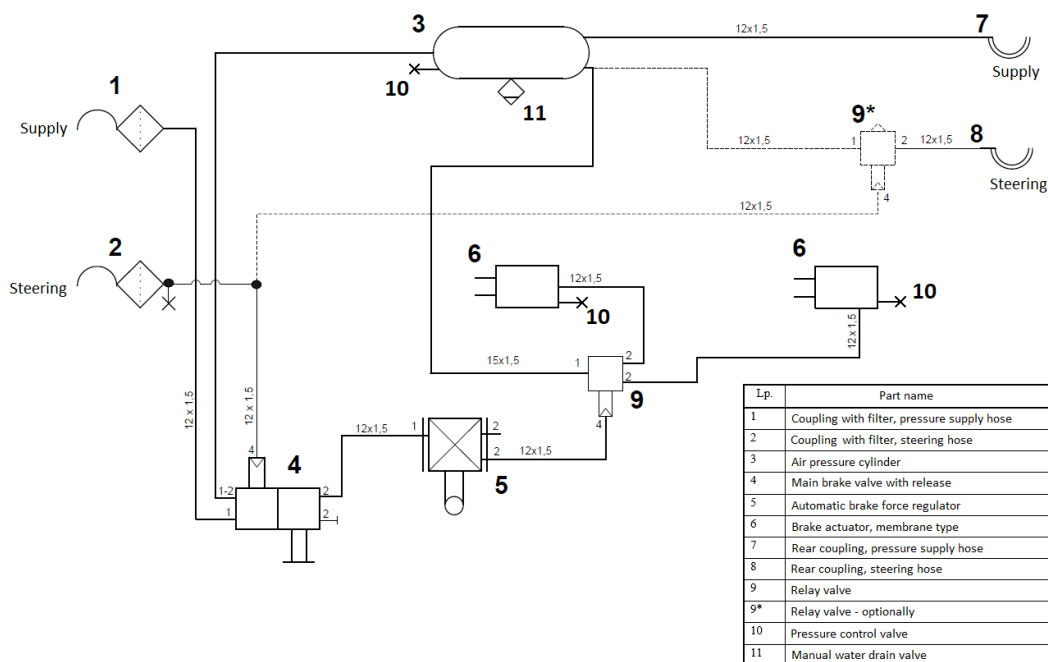 3
12x1,5
7
Supply
1
10
11
9*
Supply
12x1,5
1
2
12x1,5
8
Steering
4
12x1,5
2
Steering
6
12x1,5
10
6
10
12x1,5
15x1,5
1
2
2
9
4
12 x 1,5
12 x 1,5
4
4
1-2
1
2
2
12x1,5
1
2
2
12x1,5
5
Lp. Part name
1 Coupling with filter, pressure supply hose
2 Coupling with filter, steering hose
3 Air pressure cylinder
4 Main brake valve with release
5 Automatic brake force regulator
6 Brake actuator, membrane type
7 Rear coupling, pressure supply hose
8 Rear coupling, steering hose
9 Relay valve
9* Relay valve - optionally
10 Pressure control valve
11 Manual water drain valve